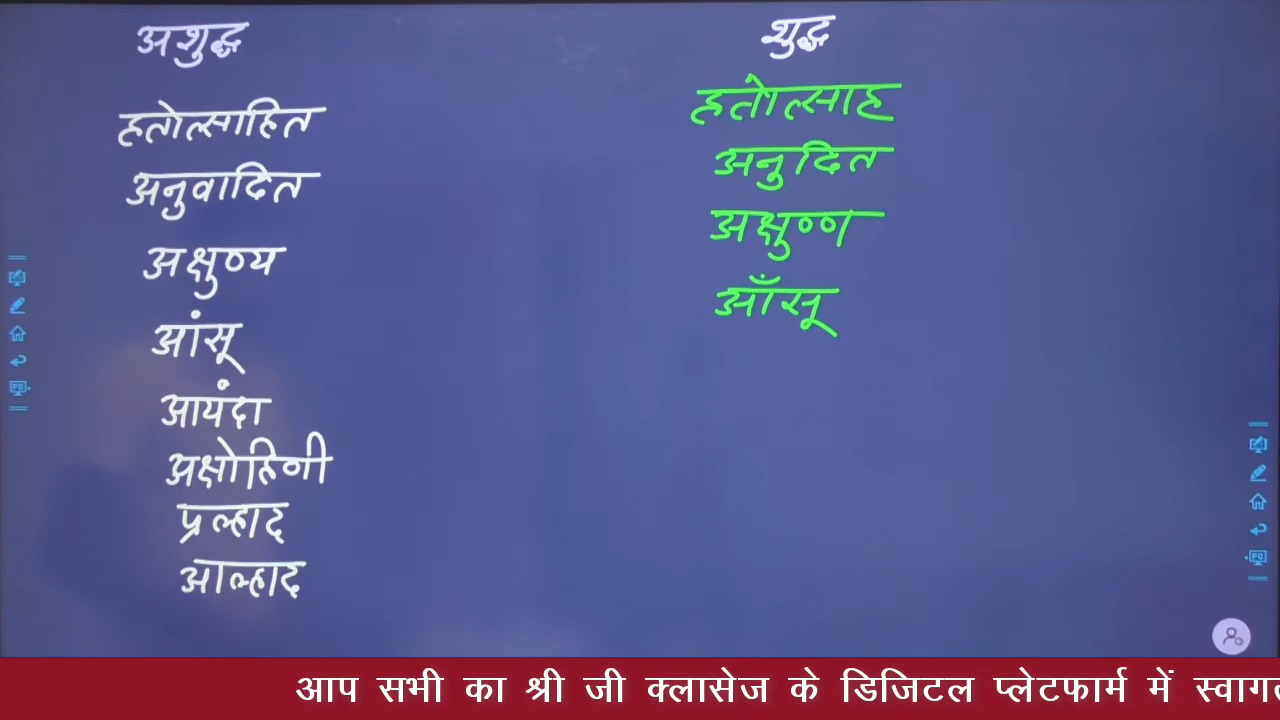 अशुद्ध शुद्ध
हतोत्साहित हतोत्साह
अनुवादित अनुदित
अक्षुण्य अक्षुण्ण
आंसू आँसू
आयंदा
अक्षोहिणी
प्रल्हाद
आल्हाद
आप सभी का श्री जी क्लासेज के डिजिटल प्लेटफार्म में स्वागत